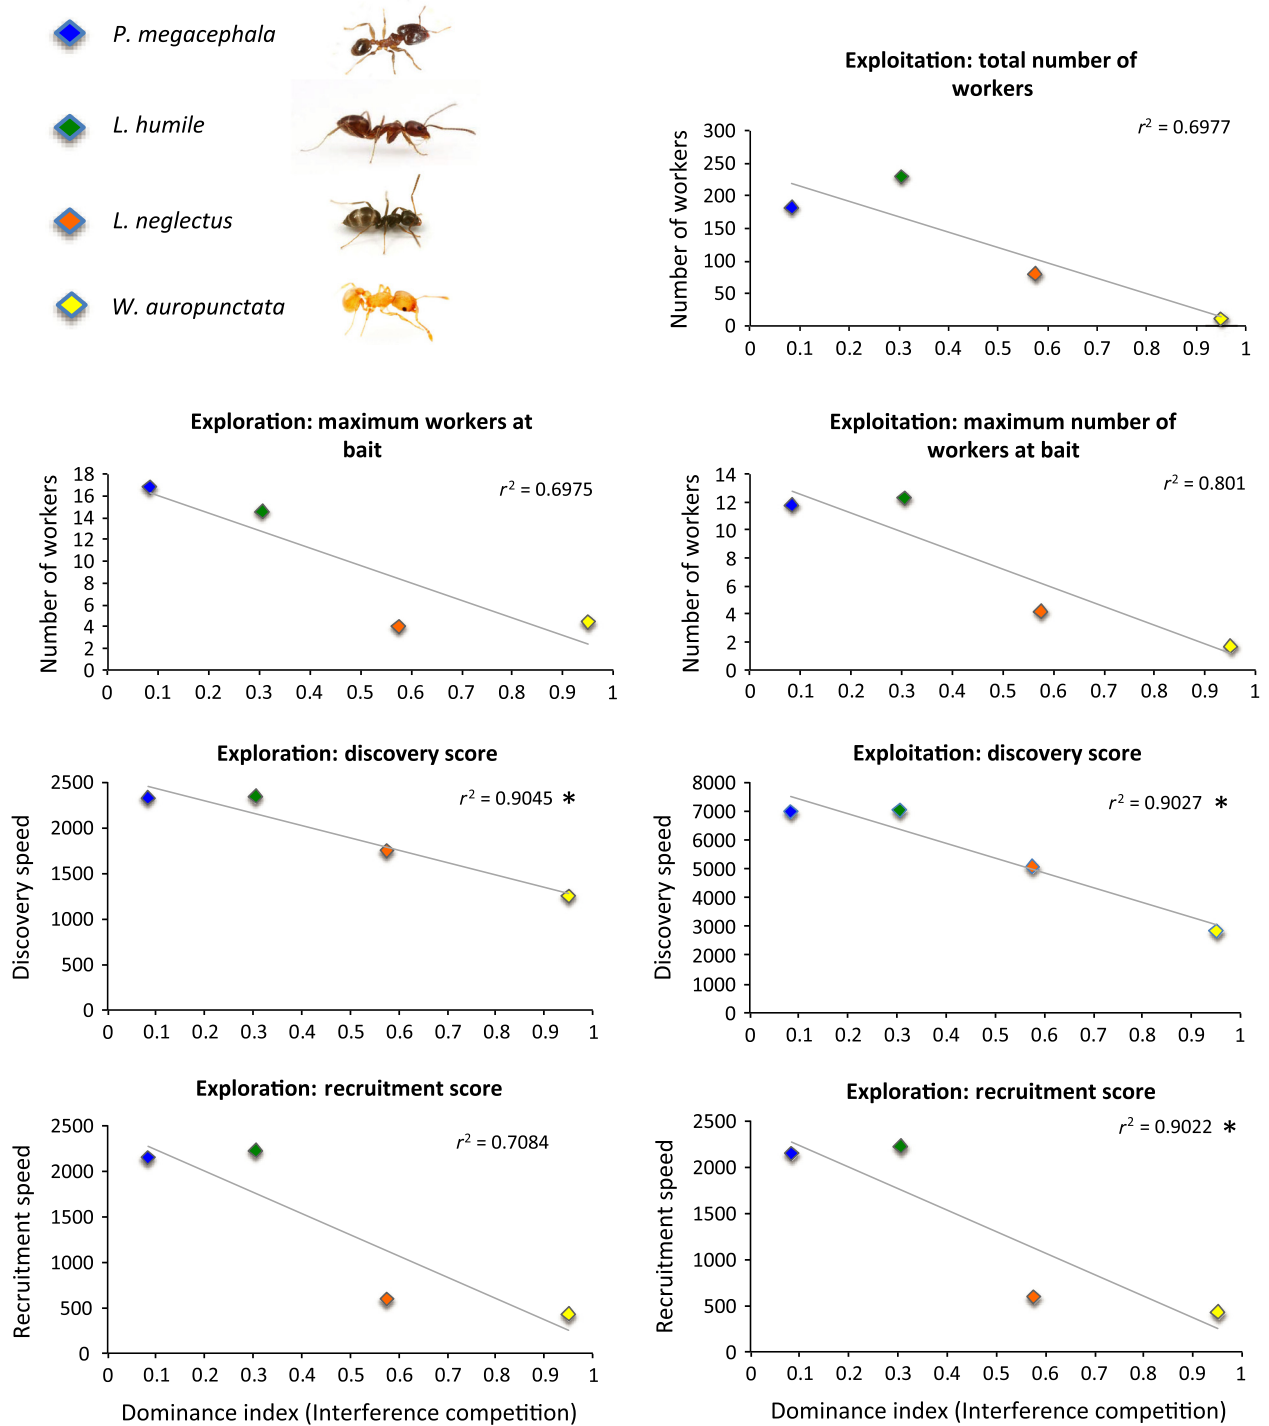 P. megacephala
L. humile
L. neglectus
W. auropunctata
Exploitation: total number of
workers
r² = 0.6977
Number of workers
300
250
200
150
100
50
0
0 0.1 0.2 0.3 0.4 0.5 0.6 0.7 0.8 0.9 1
Exploration: maximum workers at
bait
r² = 0.6975
Number of workers
18
16
14
12
10
8
6
4
2
0
0 0.1 0.2 0.3 0.4 0.5 0.6 0.7 0.8 0.9 1
Exploitation: maximum number of
workers at bait
r² = 0.801
Number of workers
14
12
10
8
6
4
2
0
0 0.1 0.2 0.3 0.4 0.5 0.6 0.7 0.8 0.9 1
Exploration: discovery score
r² = 0.9045 *
Discovery speed
2500
2000
1500
1000
500
0
0 0.1 0.2 0.3 0.4 0.5 0.6 0.7 0.8 0.9 1
Exploitation: discovery score
r² = 0.9027 *
Discovery speed
8000
7000
6000
5000
4000
3000
2000
1000
0
0 0.1 0.2 0.3 0.4 0.5 0.6 0.7 0.8 0.9 1
Exploration: recruitment score
r² = 0.7084
Recruitment speed
2500
2000
1500
1000
500
0
0 0.1 0.2 0.3 0.4 0.5 0.6 0.7 0.8 0.9 1
Dominance index (Interference competition)
Exploration: recruitment score
r² = 0.9022 *
Recruitment speed
2500
2000
1500
1000
500
0
0 0.1 0.2 0.3 0.4 0.5 0.6 0.7 0.8 0.9 1
Dominance index (Interference competition)